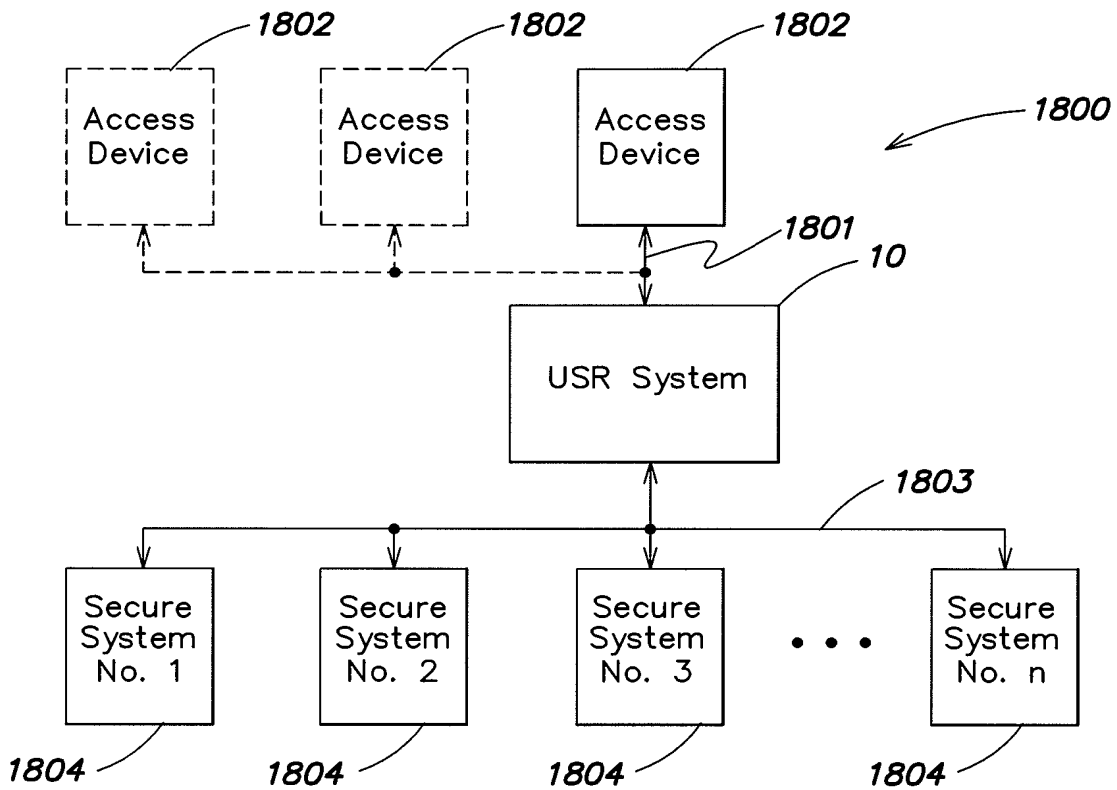 1802
1802
1802
Access
Device
Access
Device
Access
Device
1800
1801
10
USR System
1803
Secure
System
No. 1
Secure
System
No. 2
Secure
System
No. 3
Secure
System
No. n
1804
1804
1804
1804